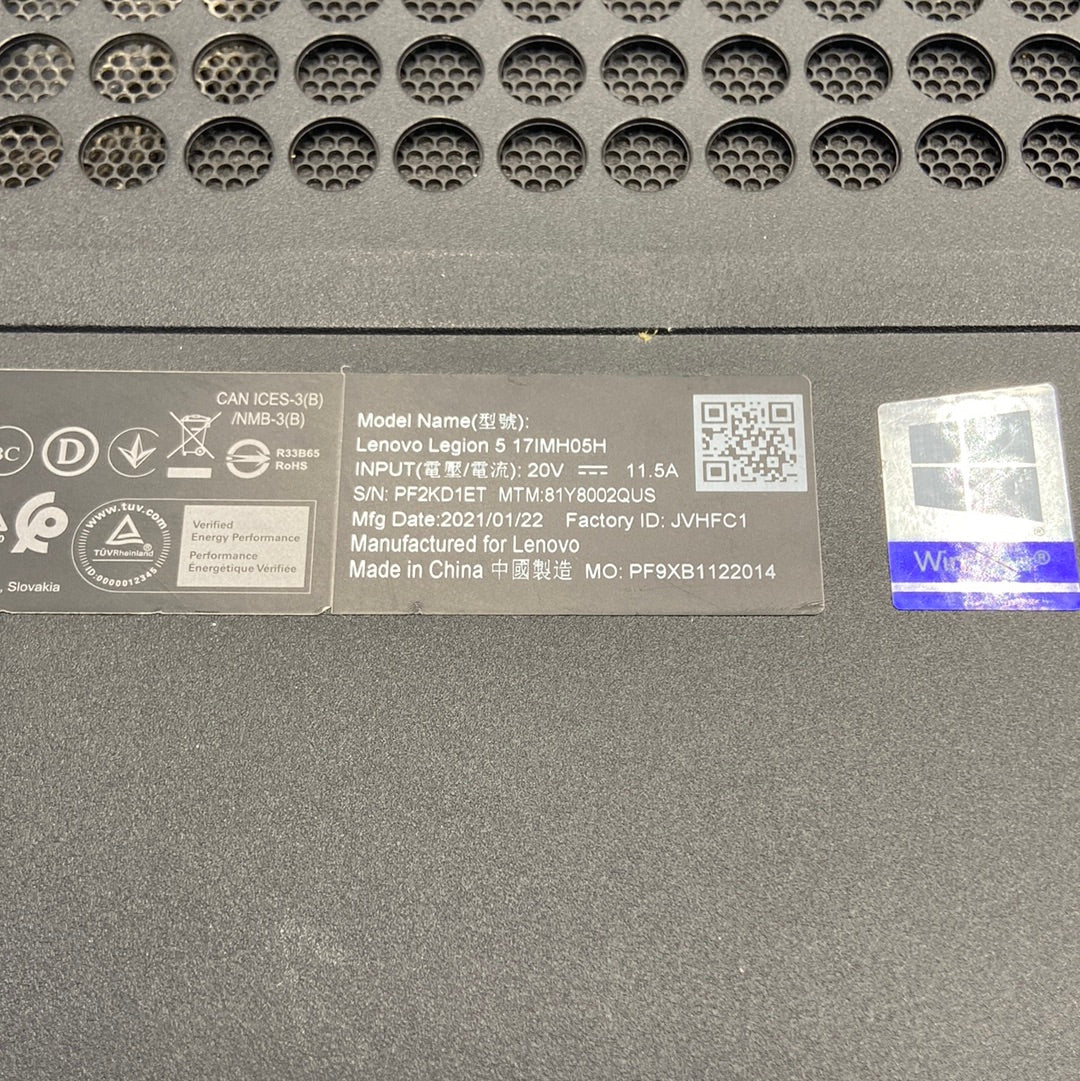 CAN ICES-3(B)
/NMB-3(B)
R33B65
RoHS
D
www.tuv.com
TÜVRheinland
ID:0000012345
Verified
Energy Performance
Performance
Énergétique Vérifiée
, Slovakia
Model Name(型號):
Lenovo Legion 5 17IMH05H
INPUT(電壓/電流): 20V ⎓ 11.5A
S/N: PF2KD1ET MTM:81Y8002QUS
Mfg Date:2021/01/22 Factory ID: JVHFC1
Manufactured for Lenovo
Made in China 中國製造 MO: PF9XB1122014